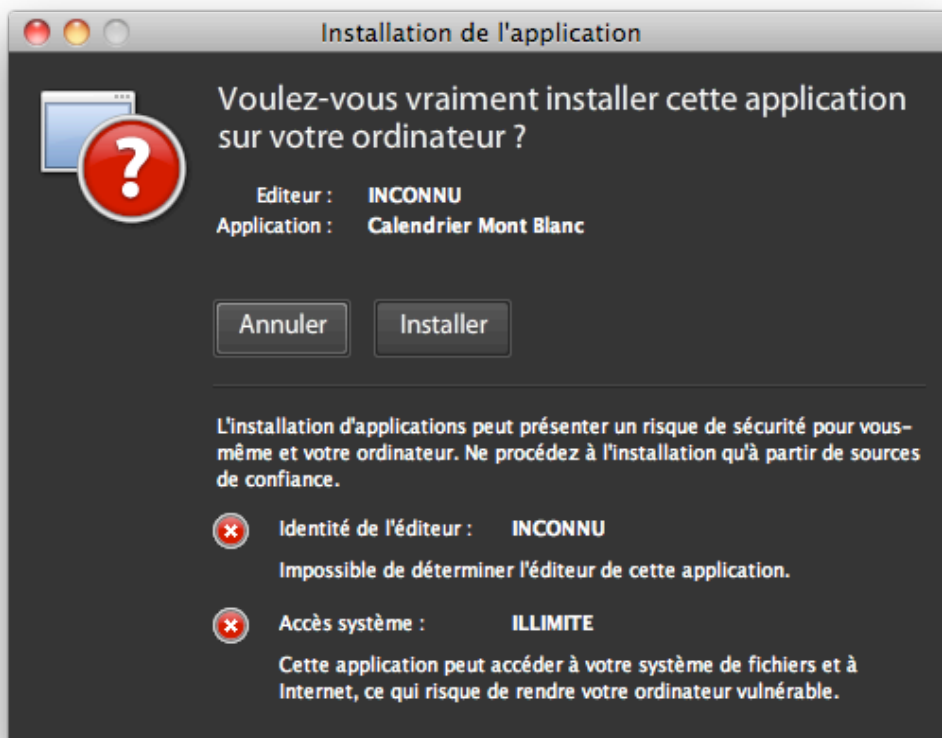 Installation de l'application
Voulez-vous vraiment installer cette application
sur votre ordinateur ?
Editeur : INCONNU
Application : Calendrier Mont Blanc
Annuler Installer
L'installation d'applications peut présenter un risque de sécurité pour vous-
même et votre ordinateur. Ne procédez à l'installation qu'à partir de sources
de confiance.
Identité de l'éditeur : INCONNU
Impossible de déterminer l'éditeur de cette application.
Accès système : ILLIMITE
Cette application peut accéder à votre système de fichiers et à
Internet, ce qui risque de rendre votre ordinateur vulnérable.